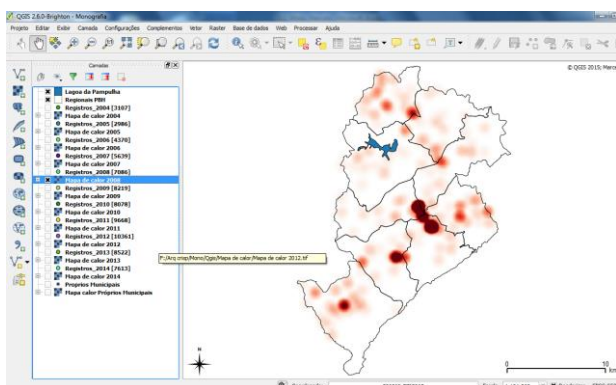 QGIS 2.6.0-Brighton - Monografia
Projeto Editar Exibir Camada Configurações Complementos Vetor Raster Base de dados Web Processar Ajuda
Camadas
© QGIS 2015;
Lagoa da Pampulha
Regionais PBH
Registros_2004 [3107]
Mapa de calor 2004
Registros_2005 [2986]
Mapa de calor 2005
Registros_2006 [4370]
Mapa de calor 2006
Registros_2007 [5639]
Mapa de calor 2007
Registros_2008 [7086]
Mapa de calor 2008
Registros_2009 [8219]
Mapa de calor 2009
Registros_2010 [8078]
Mapa de calor 2010
Registros_2011 [9668]
Mapa de calor 2011
Registros_2012 [10361]
Mapa de calor 2012
Registros_2013 [8522]
Mapa de calor 2013
Registros_2014 [7613]
Mapa de calor 2014
Proprios Municipais
Mapa calor Próprios Municipais
F:/Arq crisp/Mono/Qgis/Mapa de calor/Mapa de calor 2012.tif
N
0 10
km